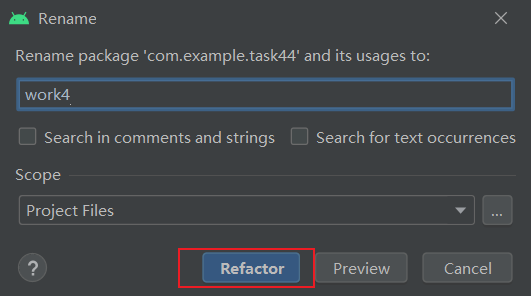 Rename
Rename package 'com.example.task44' and its usages to:
work4
Search in comments and strings Search for text occurrences
Scope
Project Files ...
? Refactor Preview Cancel